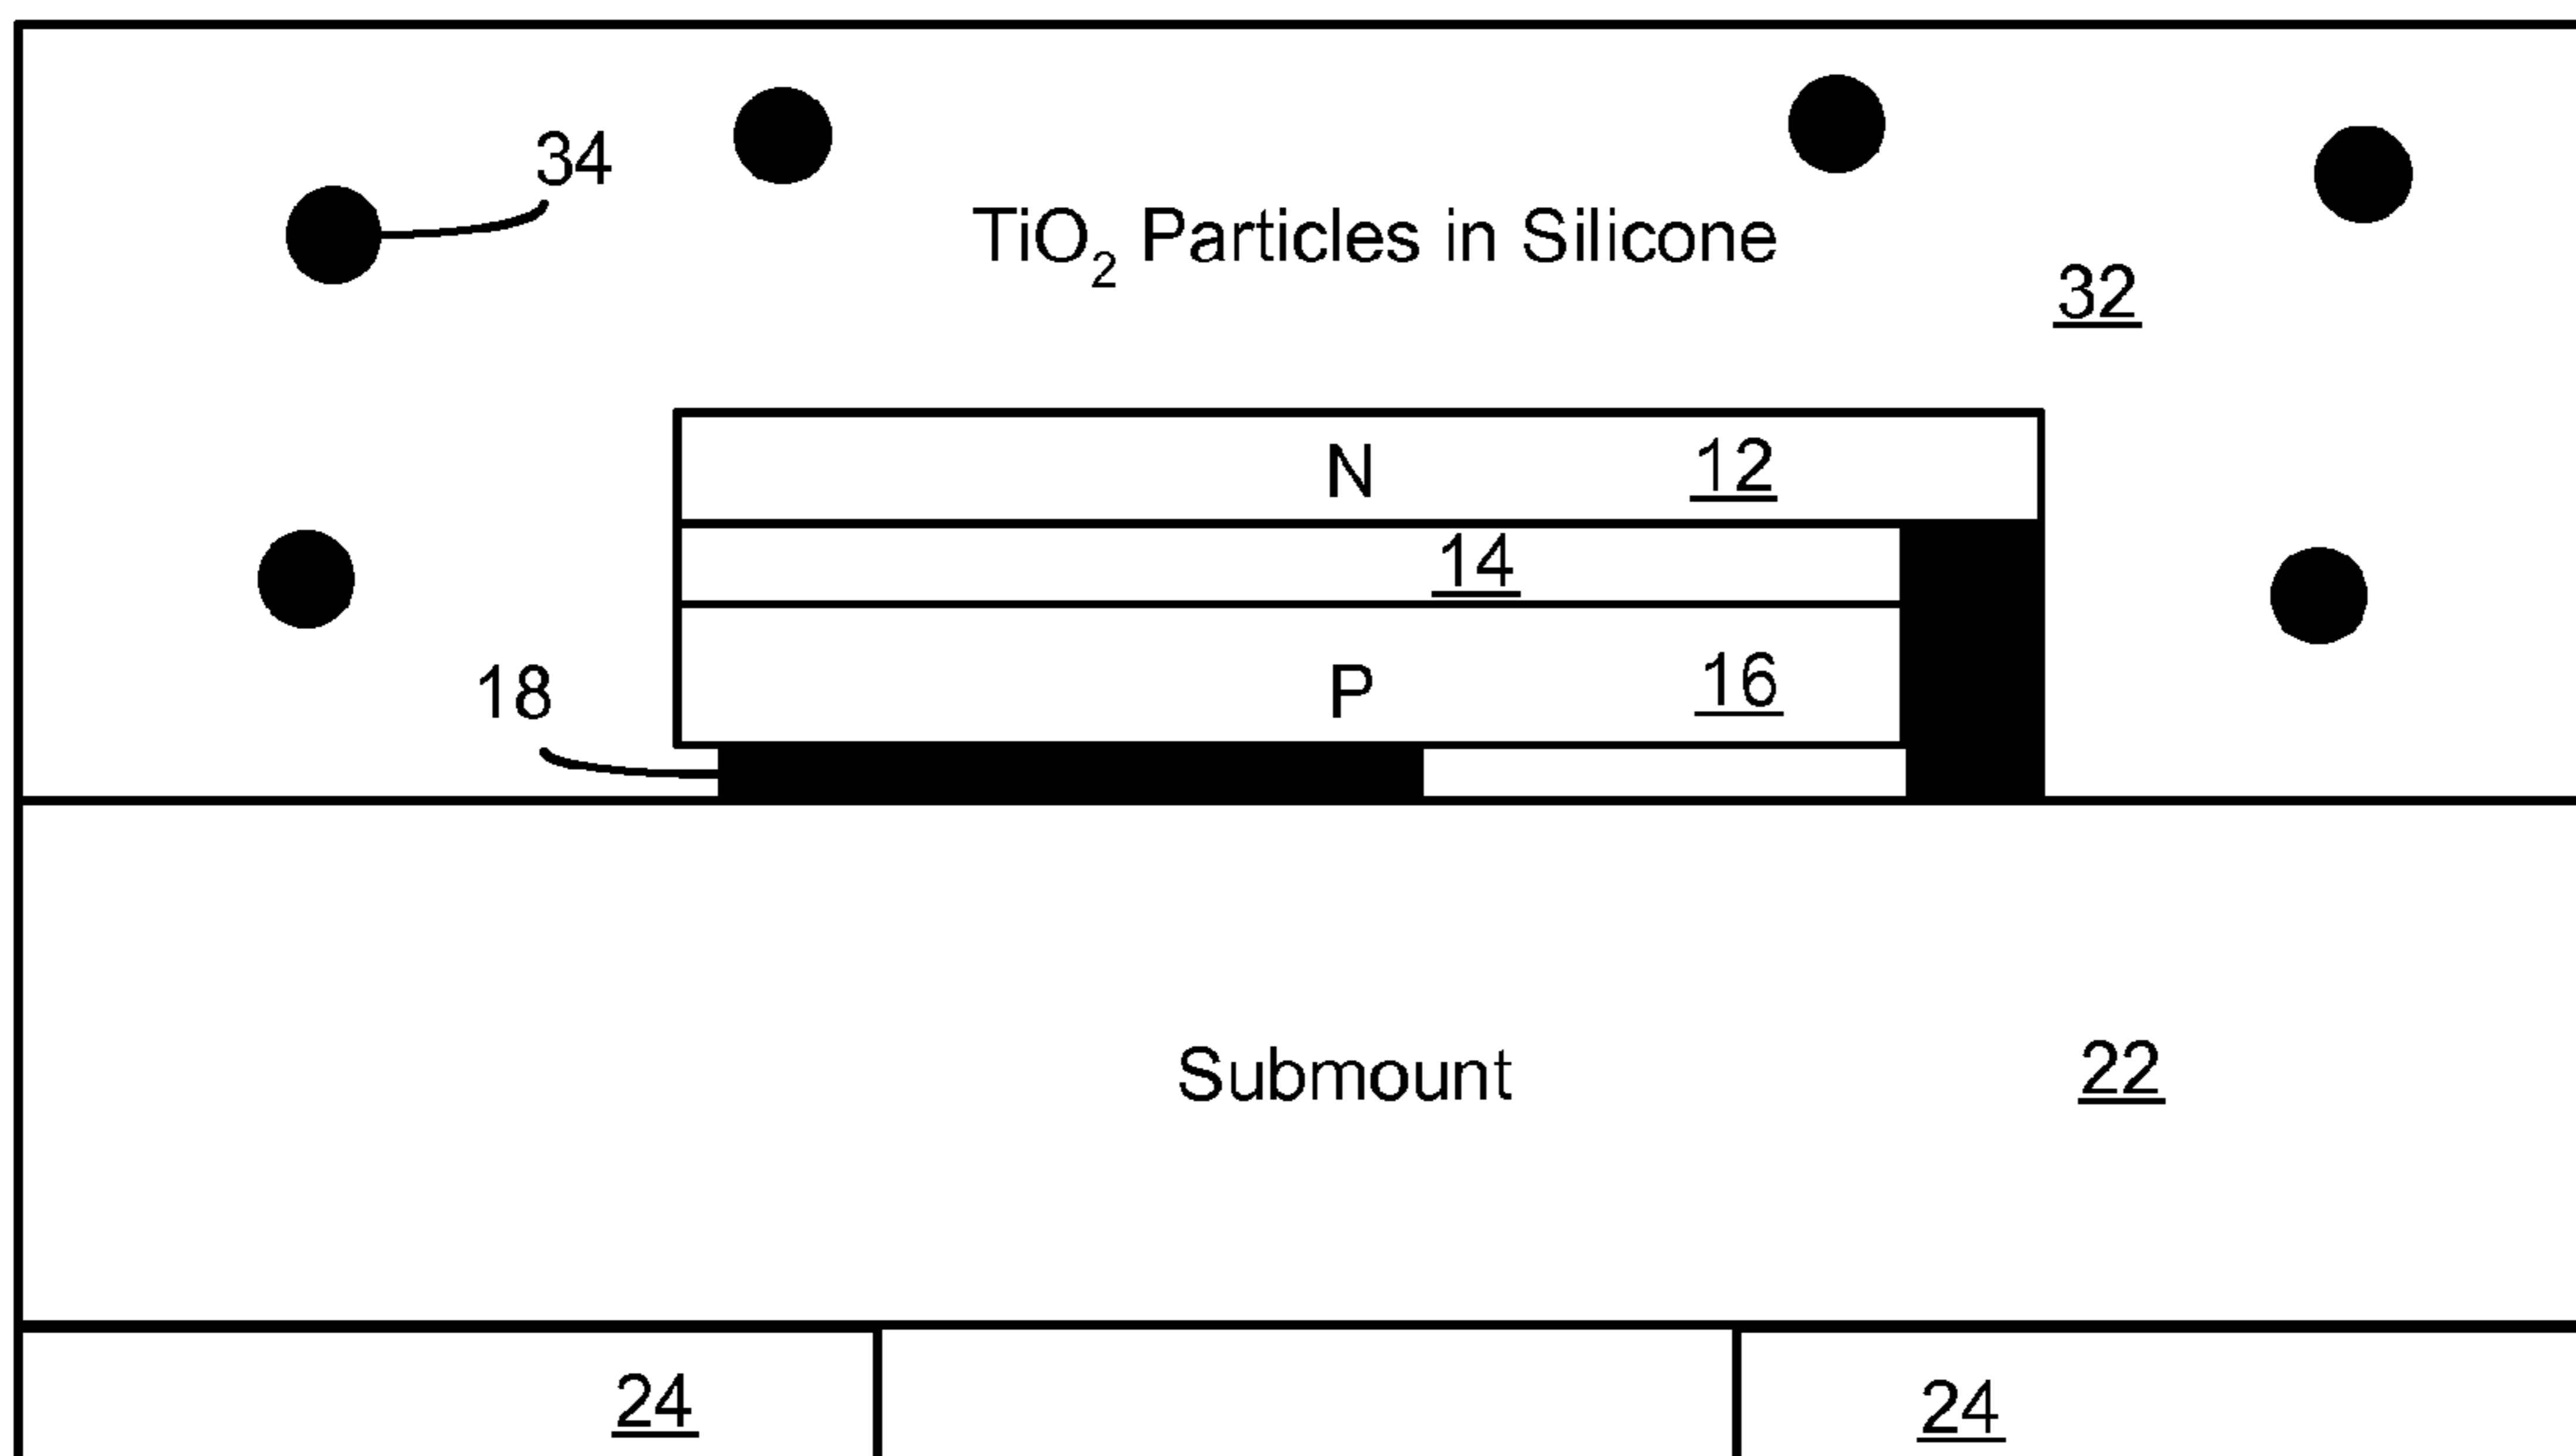 34
TiO₂ Particles in Silicone
32
N 12
14
P 16
18
Submount 22
24 24